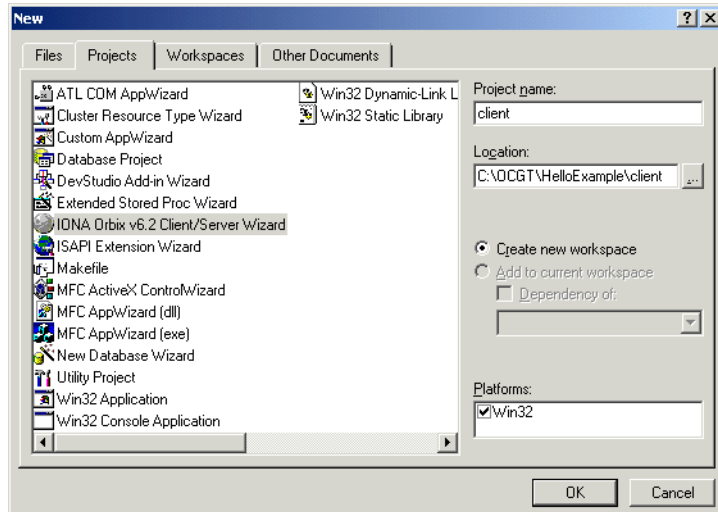 New
Files Projects Workspaces Other Documents
ATL COM AppWizard
Cluster Resource Type Wizard
Custom AppWizard
Database Project
DevStudio Add-in Wizard
Extended Stored Proc Wizard
IONA Orbix v6.2 Client/Server Wizard
ISAPI Extension Wizard
Makefile
MFC ActiveX ControlWizard
MFC AppWizard (dll)
MFC AppWizard (exe)
New Database Wizard
Utility Project
Win32 Application
Win32 Console Application
Win32 Dynamic-Link L
Win32 Static Library
Project name:
client
Location:
C:\OCGT\HelloExample\client ...
Create new workspace
Add to current workspace
Dependency of:
Platforms:
Win32
OK Cancel